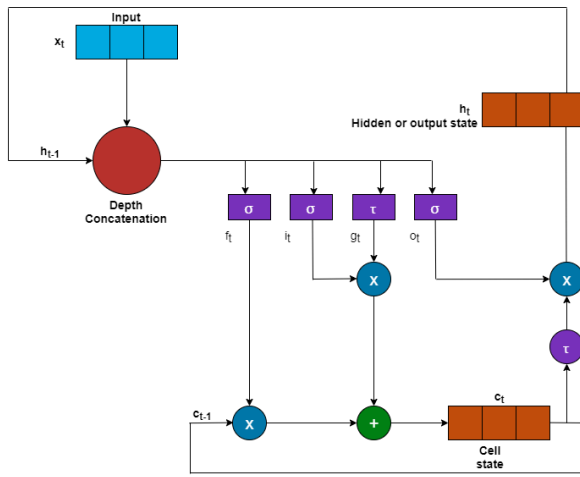 Input
xt
ht
Hidden or output state
ht-1
Depth
Concatenation
σ
σ
τ
σ
ft
it
gt
ot
X
X
τ
ct-1
ct
X
+
Cell
state